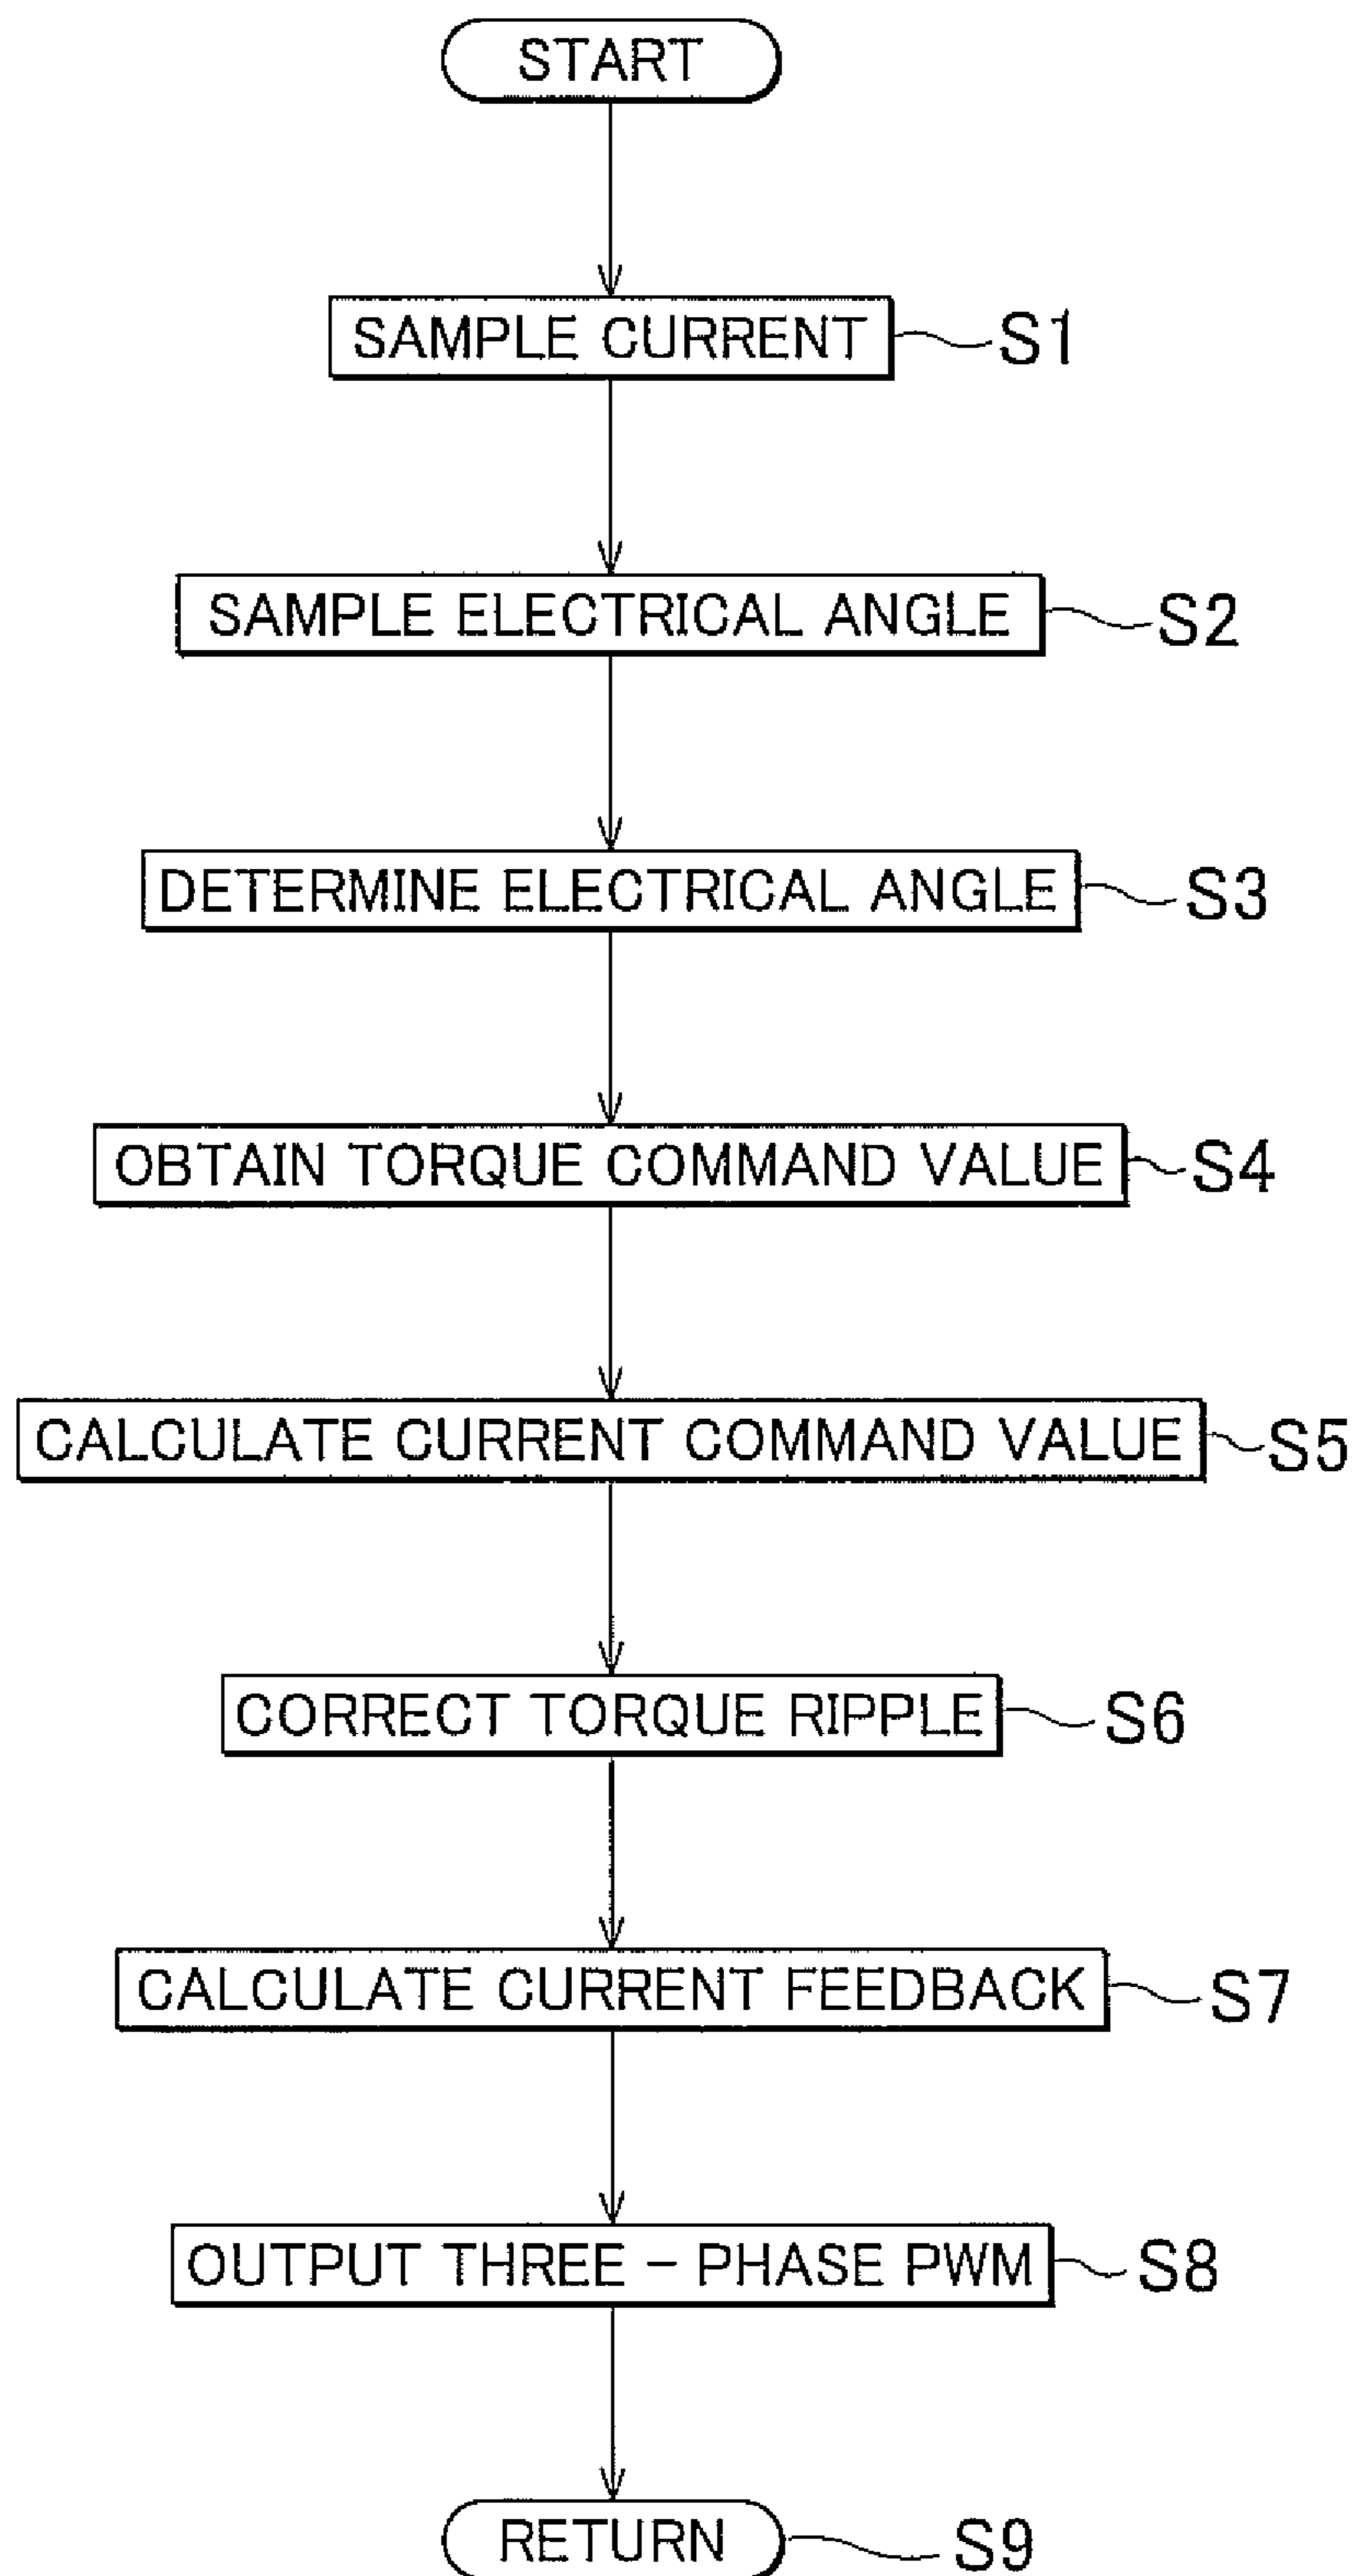 START
SAMPLE CURRENT S1
SAMPLE ELECTRICAL ANGLE S2
DETERMINE ELECTRICAL ANGLE S3
OBTAIN TORQUE COMMAND VALUE S4
CALCULATE CURRENT COMMAND VALUE S5
CORRECT TORQUE RIPPLE S6
CALCULATE CURRENT FEEDBACK S7
OUTPUT THREE - PHASE PWM S8
RETURN S9